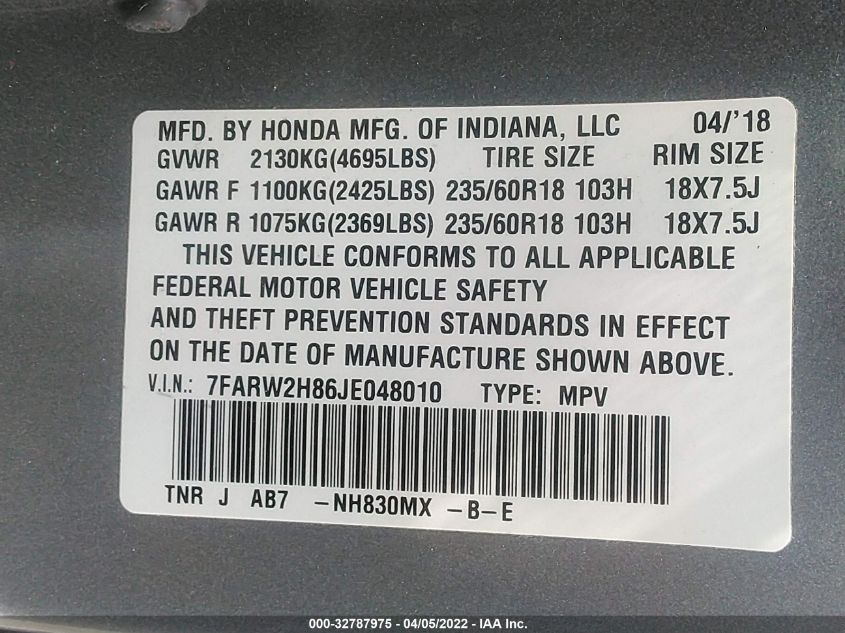 MFD. BY HONDA MFG. OF INDIANA, LLC 04/'18
GVWR 2130KG(4695LBS) TIRE SIZE RIM SIZE
GAWR F 1100KG(2425LBS) 235/60R18 103H 18X7.5J
GAWR R 1075KG(2369LBS) 235/60R18 103H 18X7.5J
THIS VEHICLE CONFORMS TO ALL APPLICABLE
FEDERAL MOTOR VEHICLE SAFETY
AND THEFT PREVENTION STANDARDS IN EFFECT
ON THE DATE OF MANUFACTURE SHOWN ABOVE.
V.I.N.: 7FARW2H86JE048010 TYPE: MPV
TNR J AB7 -NH830MX -B-E
000-32787975 - 04/05/2022 - IAA Inc.